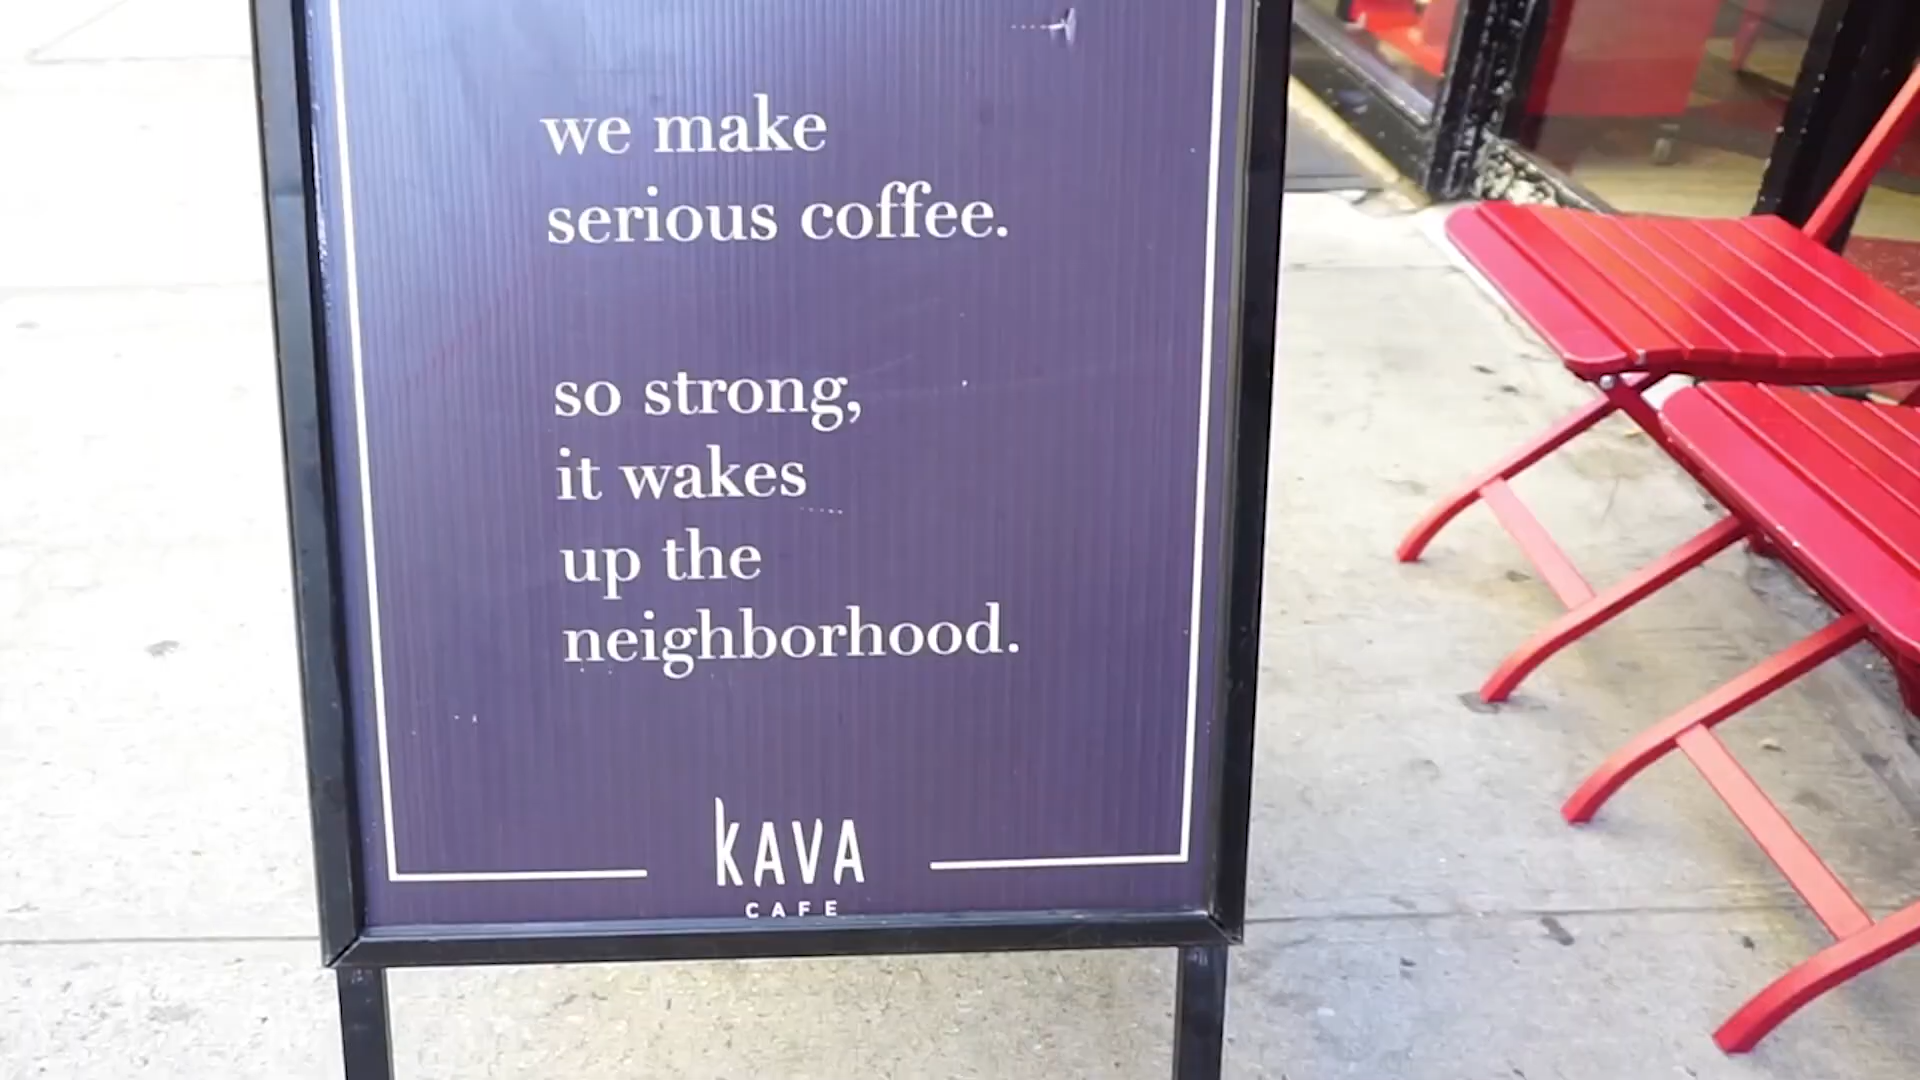 we make
serious coffee.
so strong,
it wakes
up the
neighborhood.
kAVA
CAFE